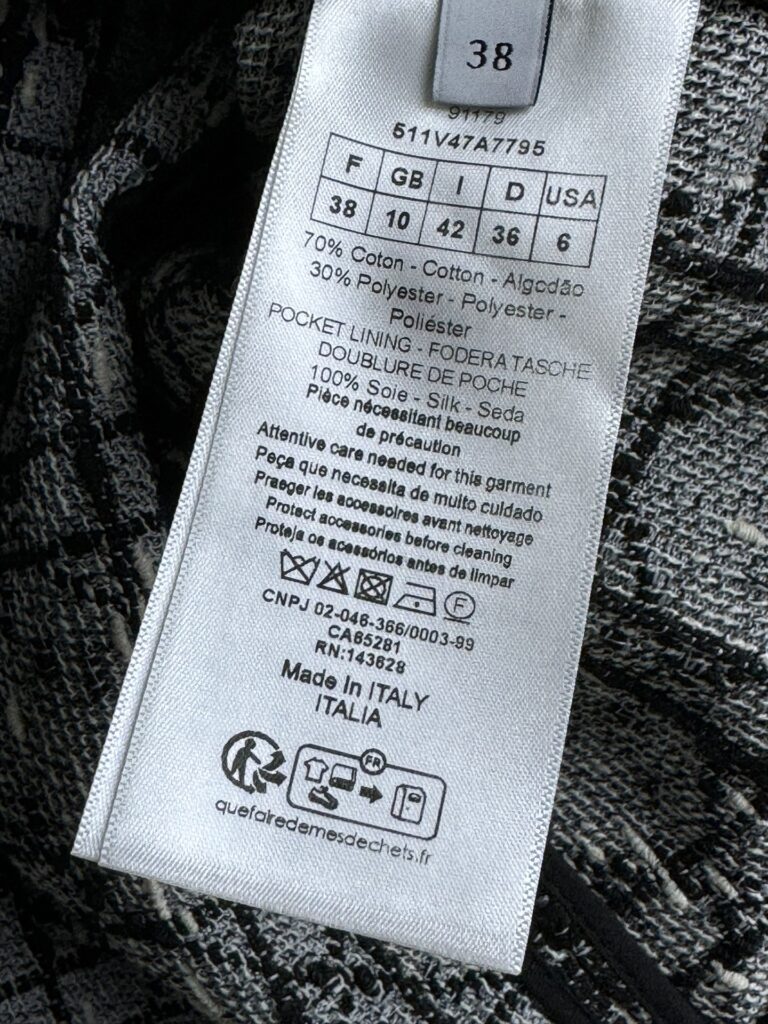 38
91179
511V47A7795
F GB I D USA
38 10 42 36 6
70% Coton - Cotton - Algodão
30% Polyester - Polyester -
Poliéster
POCKET LINING - FODERA TASCHE
DOUBLURE DE POCHE
100% Soie - Silk - Seda
Pièce nécessitant beaucoup
de précaution
Attentive care needed for this garment
Peça que necessita de muito cuidado
Praeger les accessoires avant nettoyage
Protect accessories before cleaning
Proteja os acessórios antes de limpar
F
CNPJ 02-046-366/0003-99
CA65281
RN:143628
Made In ITALY
ITALIA
FR
quefairedemesdechets.fr